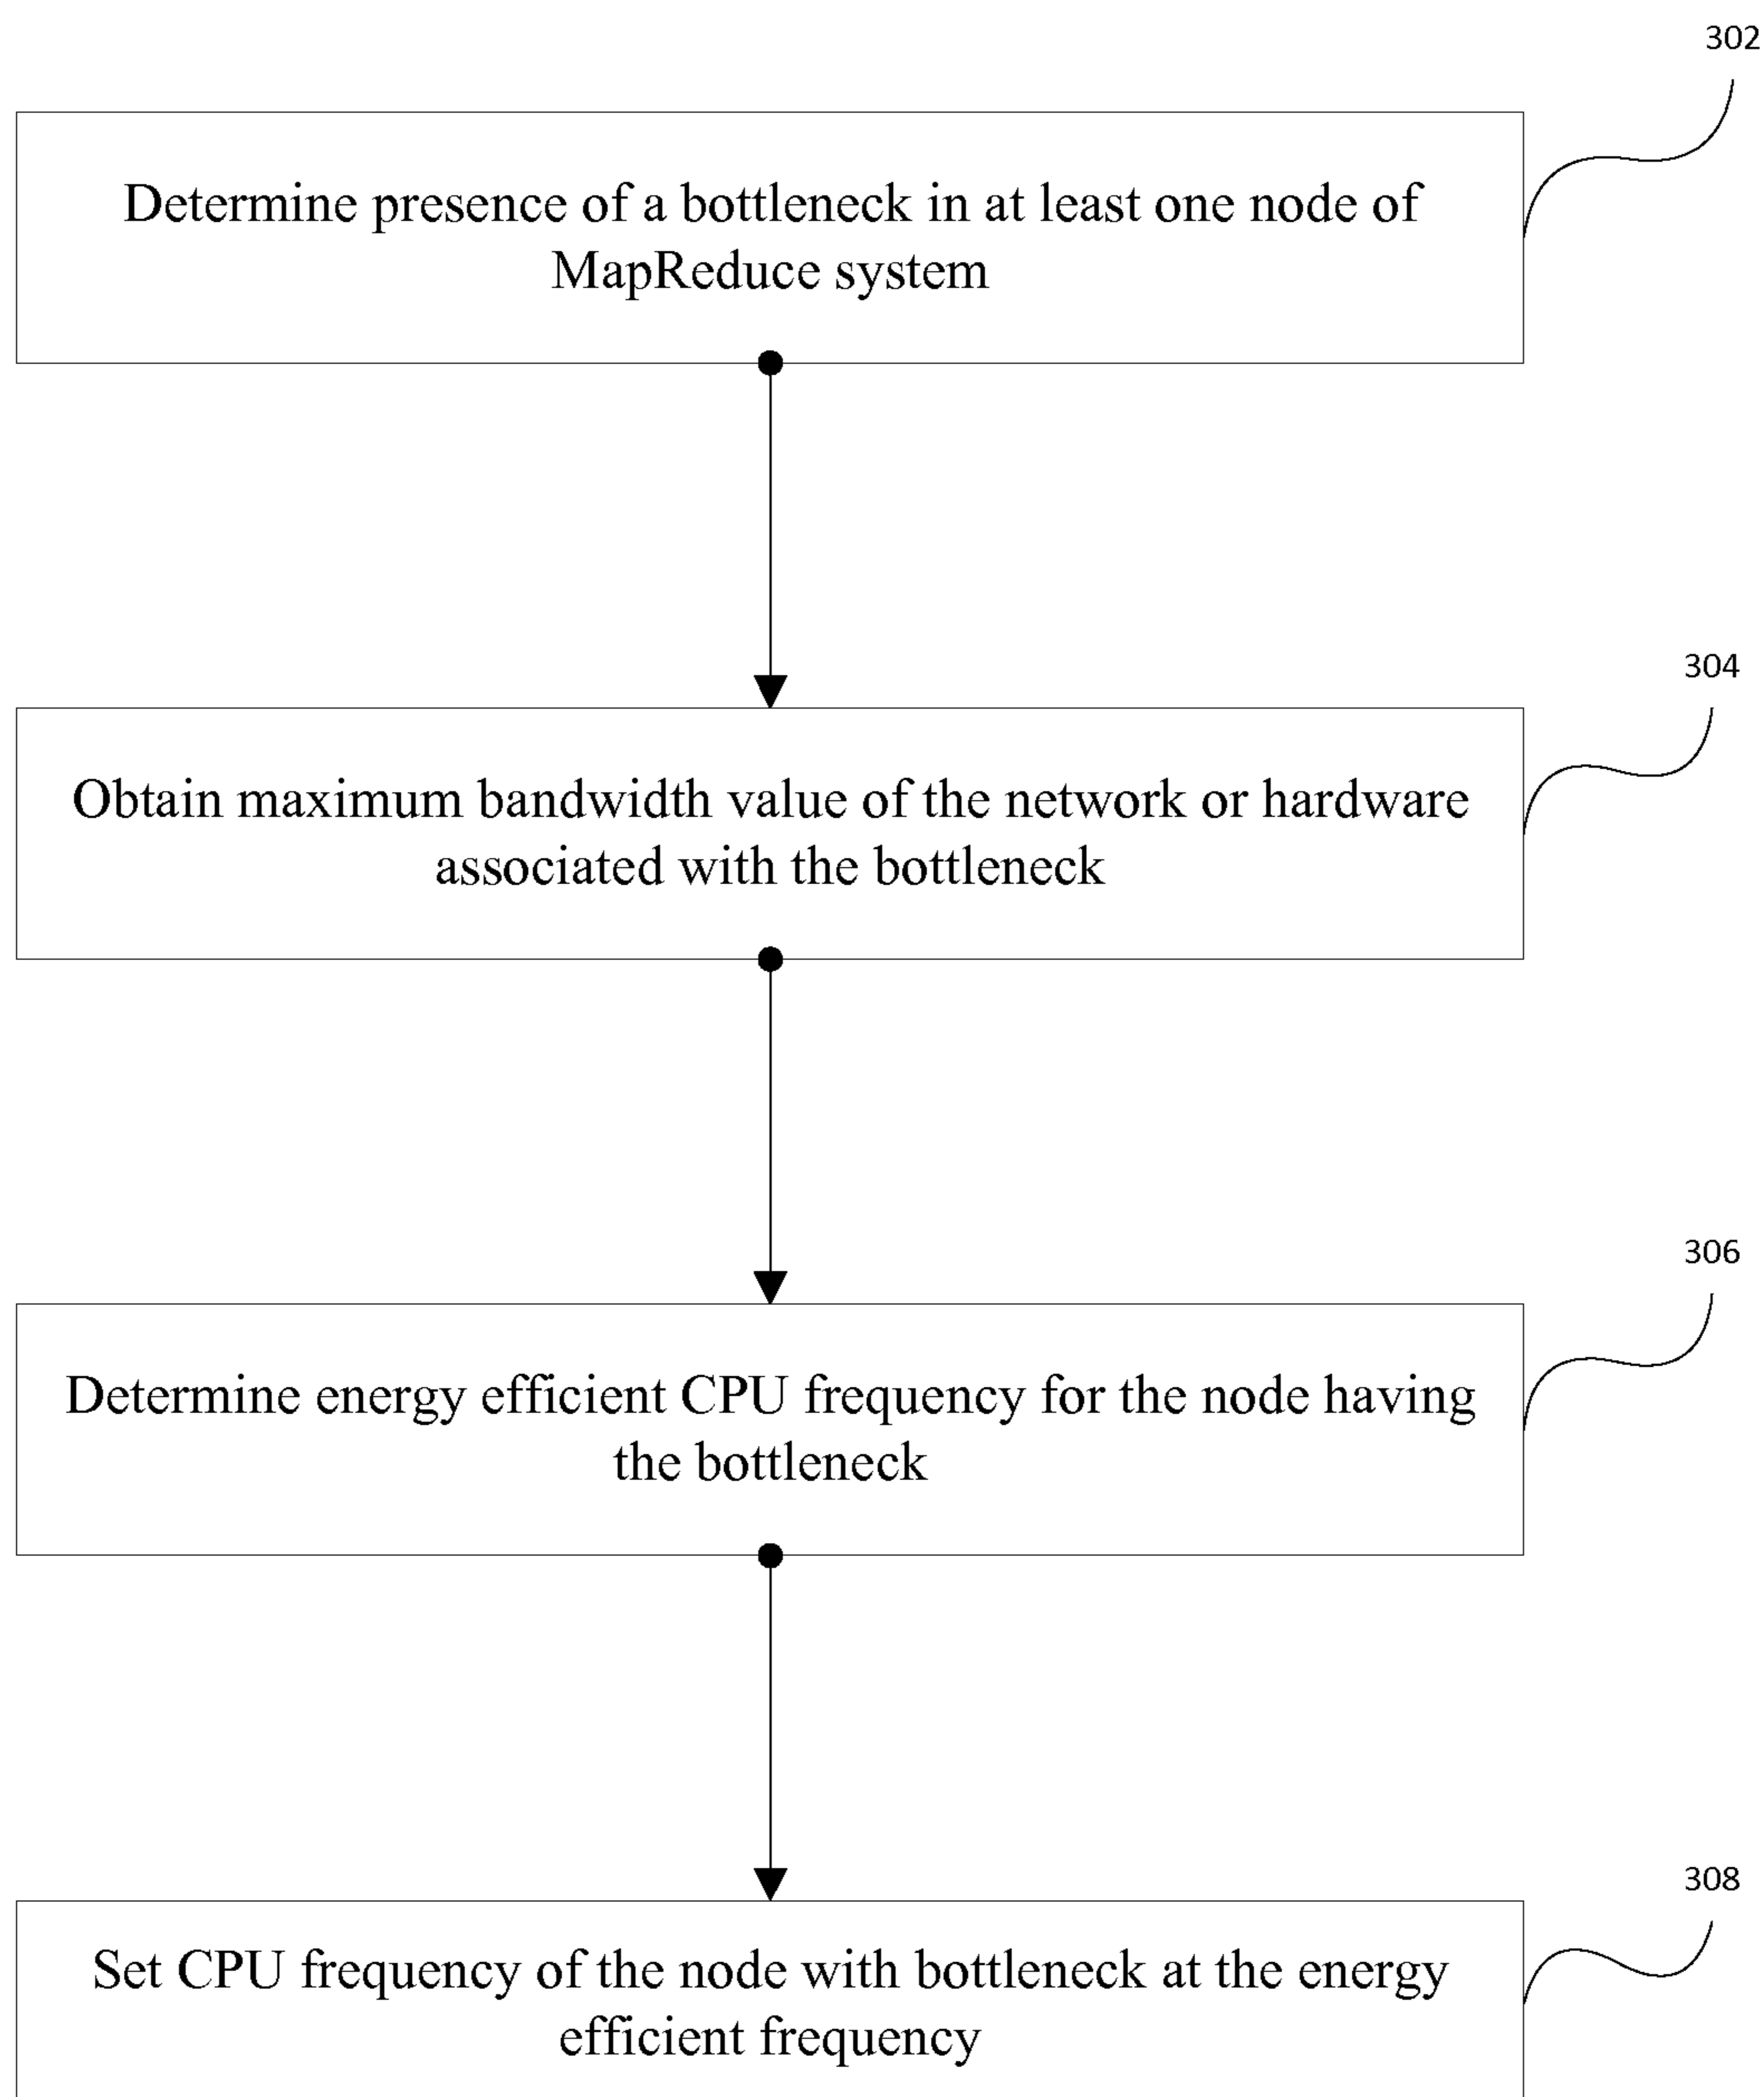 302
Determine presence of a bottleneck in at least one node of
MapReduce system
304
Obtain maximum bandwidth value of the network or hardware
associated with the bottleneck
306
Determine energy efficient CPU frequency for the node having
the bottleneck
308
Set CPU frequency of the node with bottleneck at the energy
efficient frequency